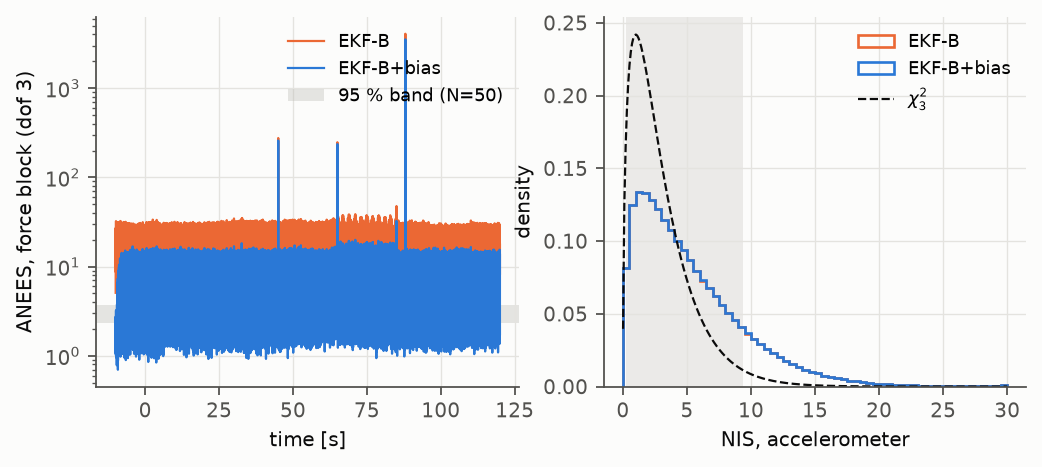 ANEES, force block (dof 3)
10³
10²
10¹
10⁰
EKF-B
EKF-B+bias
95 % band (N=50)
0
25
50
75
100
125
time [s]
density
0.25
0.20
0.15
0.10
0.05
0.00
EKF-B
EKF-B+bias
χ²₃
0
5
10
15
20
25
30
NIS, accelerometer